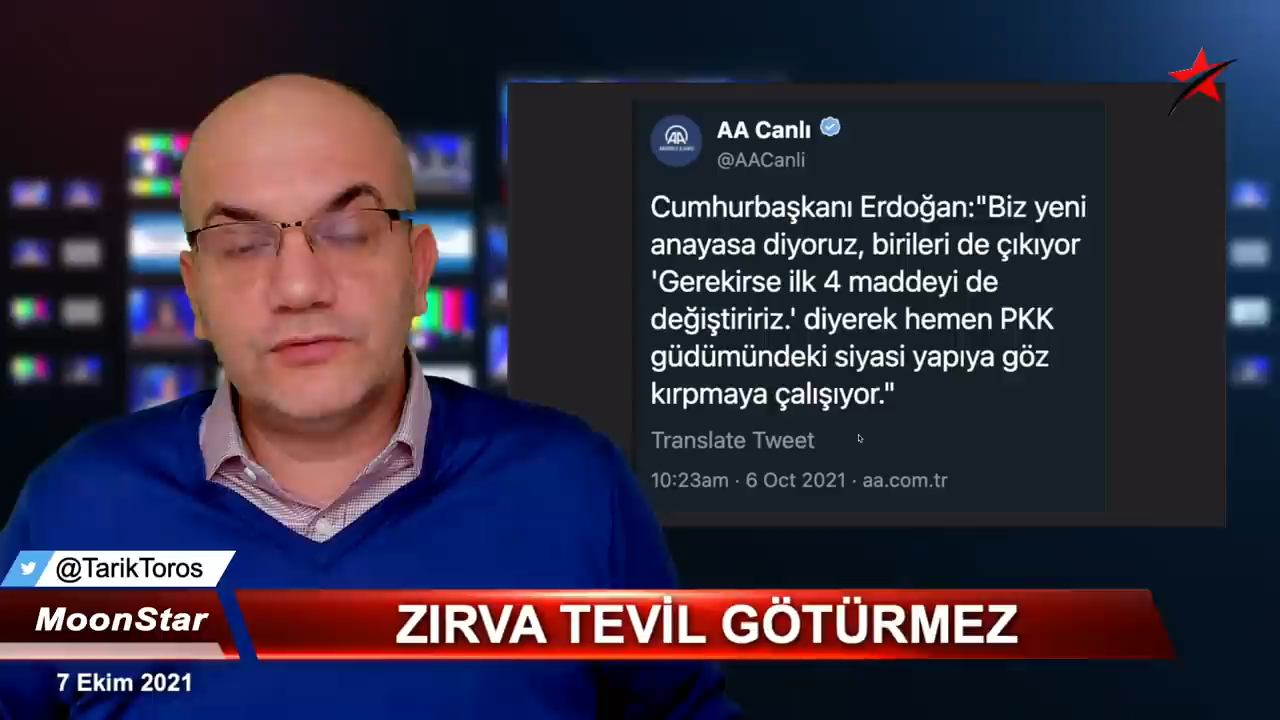 AA Canlı
@AACanli
Cumhurbaşkanı Erdoğan:"Biz yeni
anayasa diyoruz, birileri de çıkıyor
'Gerekirse ilk 4 maddeyi de
değiştiririz.' diyerek hemen PKK
güdümündeki siyasi yapıya göz
kırpmaya çalışıyor."
Translate Tweet
10:23am · 6 Oct 2021 · aa.com.tr
@TarikToros
MoonStar
ZIRVA TEVİL GÖTÜRMEZ
7 Ekim 2021